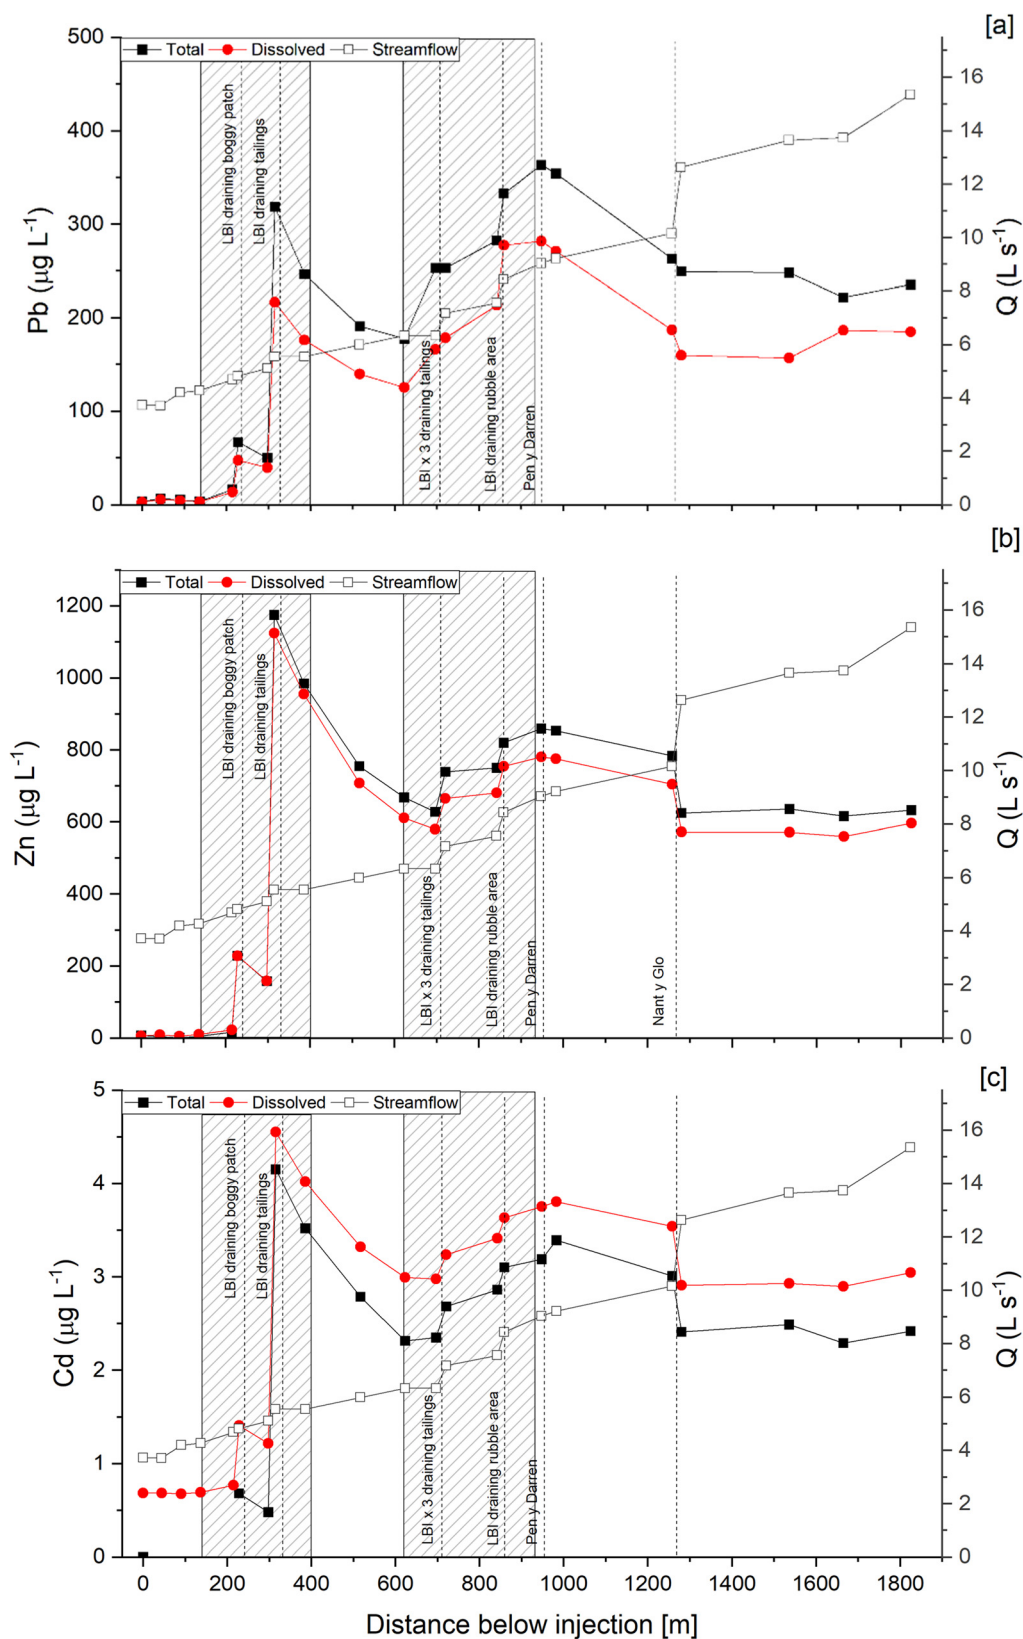 [a]
Total Dissolved Streamflow
500
400
300
200
100
0
Pb (µg L⁻¹)
LBI draining boggy patch
LBI draining tailings
LBI x 3 draining tailings
LBI draining rubble area
Pen y Darren
16
14
12
10
8
6
4
2
0
Q (L s⁻¹)
[b]
Total Dissolved Streamflow
1200
1000
800
600
400
200
0
Zn (µg L⁻¹)
LBI draining boggy patch
LBI draining tailings
LBI x 3 draining tailings
LBI draining rubble area
Pen y Darren
Nant y Glo
16
14
12
10
8
6
4
2
0
Q (L s⁻¹)
[c]
Total Dissolved Streamflow
5
4
3
2
1
0
Cd (µg L⁻¹)
LBI draining boggy patch
LBI draining tailings
LBI x 3 draining tailings
LBI draining rubble area
Pen y Darren
16
14
12
10
8
6
4
2
0
Q (L s⁻¹)
0 200 400 600 800 1000 1200 1400 1600 1800
Distance below injection [m]